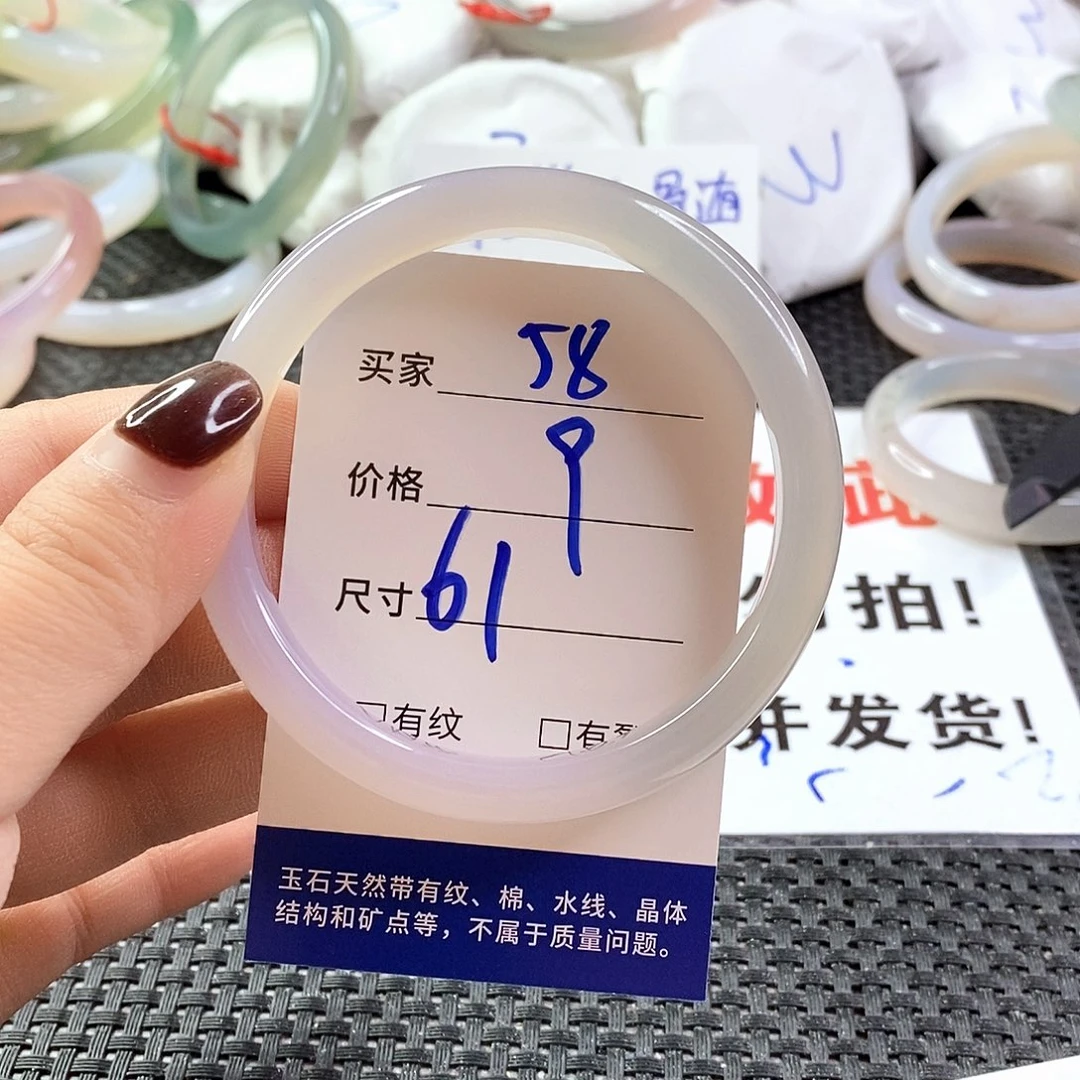 买家 58
价格 9
尺寸 61
□有纹 □有
玉石天然带有纹、棉、水线、晶体
结构和矿点等，不属于质量问题。
拍!
并发货!